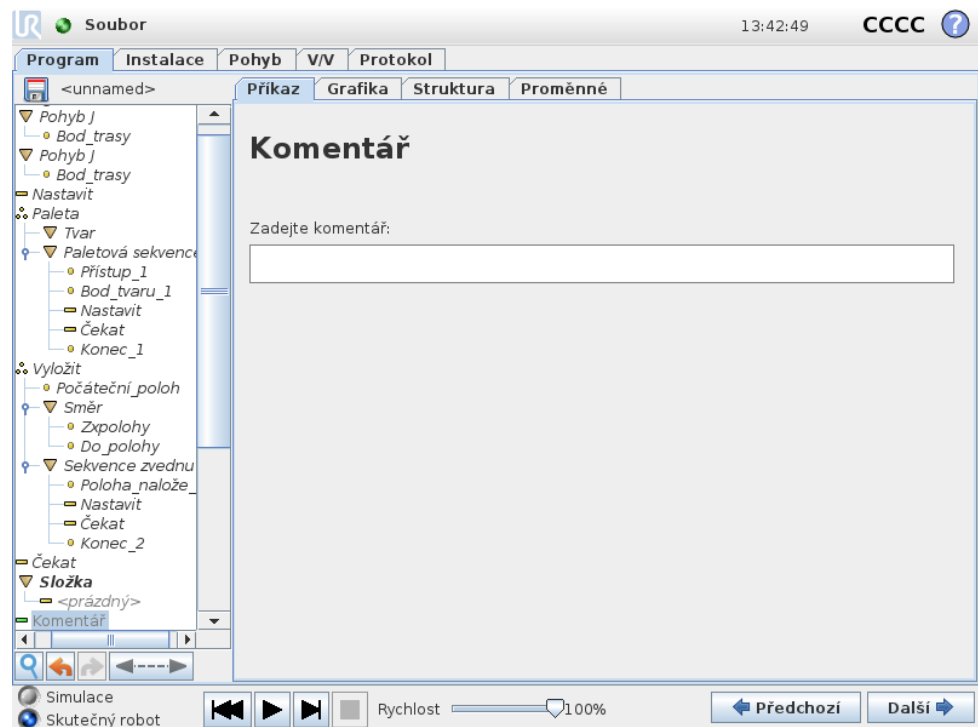 Soubor
13:42:49
CCCC
?
Program Instalace Pohyb V/V Protokol
<unnamed>
Příkaz Grafika Struktura Proměnné
Pohyb J
Bod_trasy
Pohyb J
Bod_trasy
Nastavit
Paleta
Tvar
Paletová sekvence
Přístup_1
Bod_tvaru_1
Nastavit
Čekat
Konec_1
Vyložit
Počáteční_poloh
Směr
Zxpolohy
Do_polohy
Sekvence zvednu
Poloha_nalože_
Nastavit
Čekat
Konec_2
Čekat
Složka
<prázdný>
Komentář
Komentář
Zadejte komentář:
Simulace
Skutečný robot
Rychlost
100%
Předchozí
Další